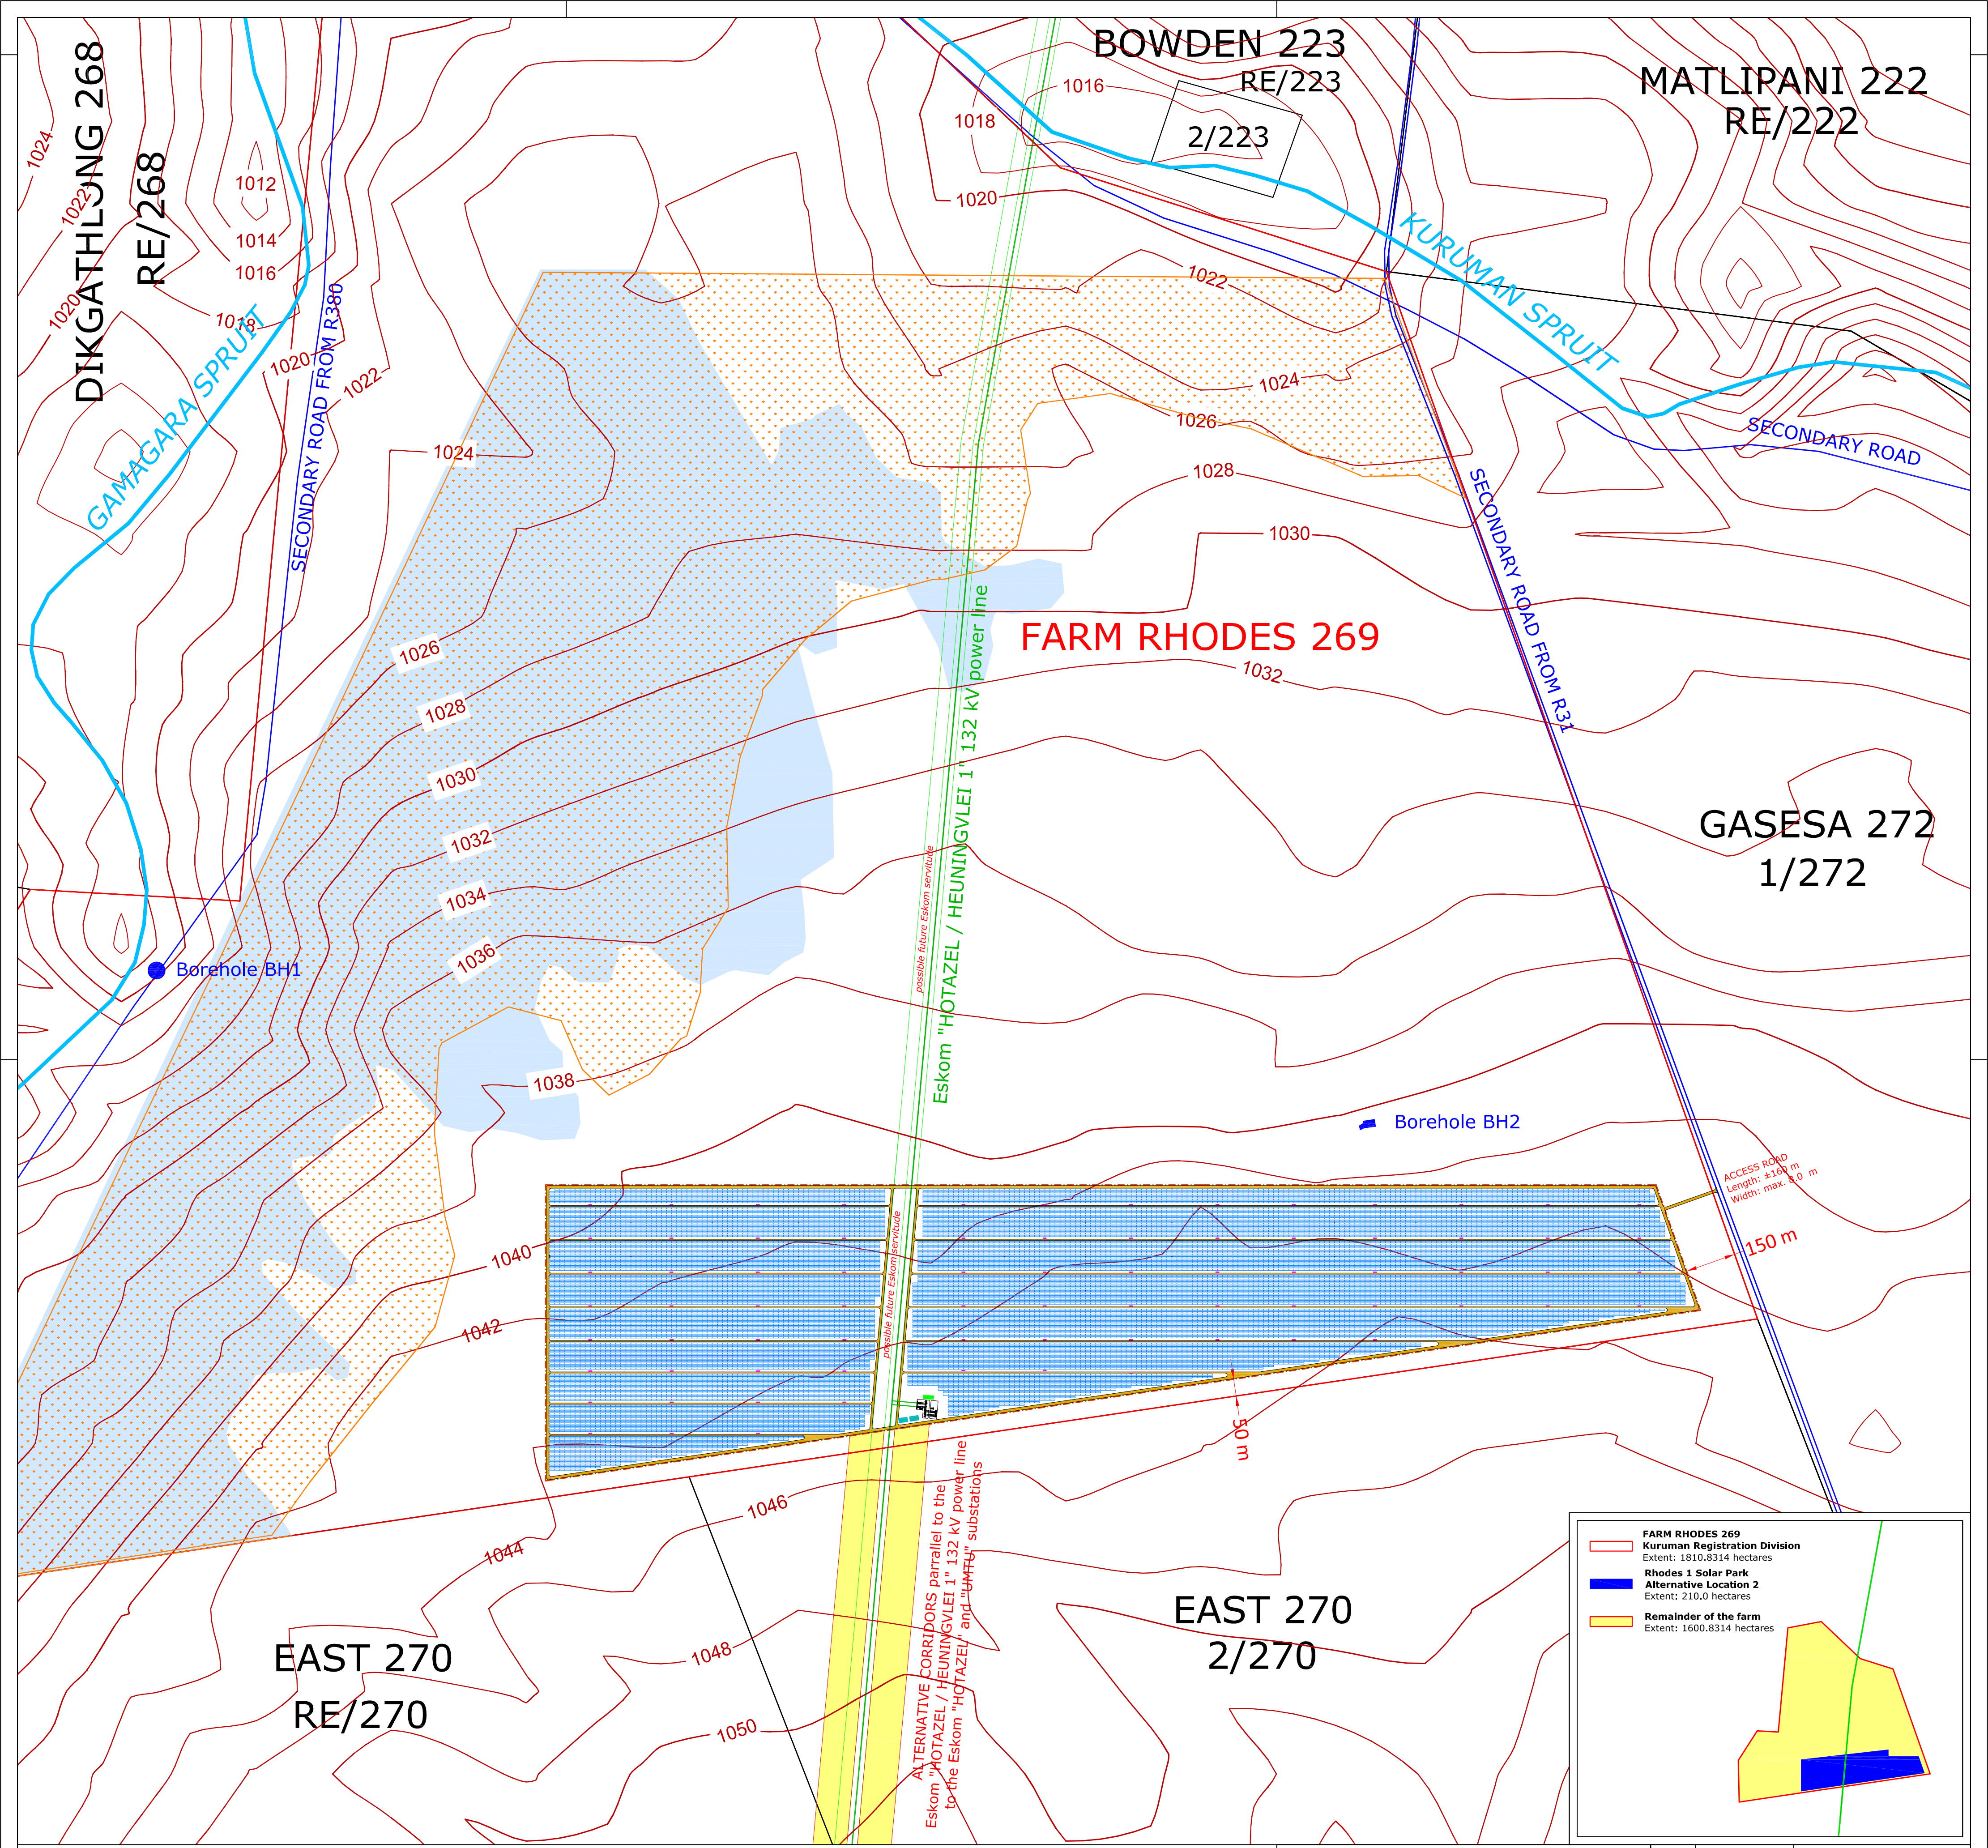 BOWDEN 223
RE/223
2/223
MATLIPANI 222
RE/222
DIKGATHLONG 268
RE/268
1024
1022
1020
1012
1014
1016
1018
1020
1022
1024
1016
1018
1020
1022
1024
1026
1028
1030
1032
GAMAGARA SPRUIT
SECONDARY ROAD FROM R380
KURUMAN SPRUIT
SECONDARY ROAD
SECONDARY ROAD FROM R31
FARM RHODES 269
Eskom "HOTAZEL / HEUNINGVLEI 1" 132 kV power line
possible future Eskom servitude
GASESA 272
1/272
1026
1028
1030
1032
1034
1036
1038
1040
1042
1044
1046
1048
1050
Borehole BH1
Borehole BH2
ACCESS ROAD
Length: ±160 m
Width: max. 8.0 m
150 m
50 m
possible future Eskom servitude
ALTERNATIVE CORRIDORS parrallel to the
Eskom "HOTAZEL / HEUNINGVLEI 1" 132 kV power line
to the Eskom "HOTAZEL" and "UMTU" substations
EAST 270
RE/270
EAST 270
2/270
FARM RHODES 269
Kuruman Registration Division
Extent: 1810.8314 hectares
Rhodes 1 Solar Park
Alternative Location 2
Extent: 210.0 hectares
Remainder of the farm
Extent: 1600.8314 hectares